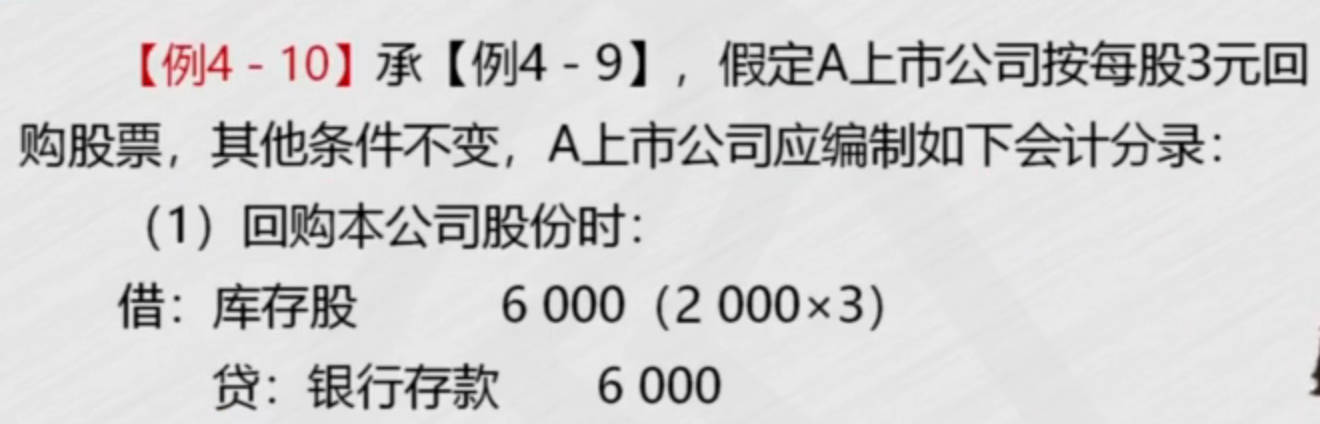 【例4-10】承【例4-9】，假定A上市公司按每股3元回
购股票，其他条件不变，A上市公司应编制如下会计分录：
（1）回购本公司股份时：
借：库存股 6 000（2 000×3）
贷：银行存款 6 000